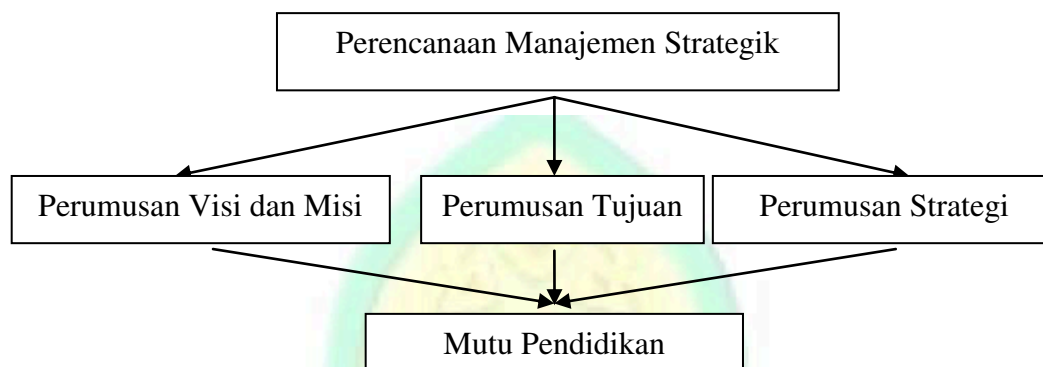 Perencanaan Manajemen Strategik
Perumusan Visi dan Misi
Perumusan Tujuan
Perumusan Strategi
Mutu Pendidikan